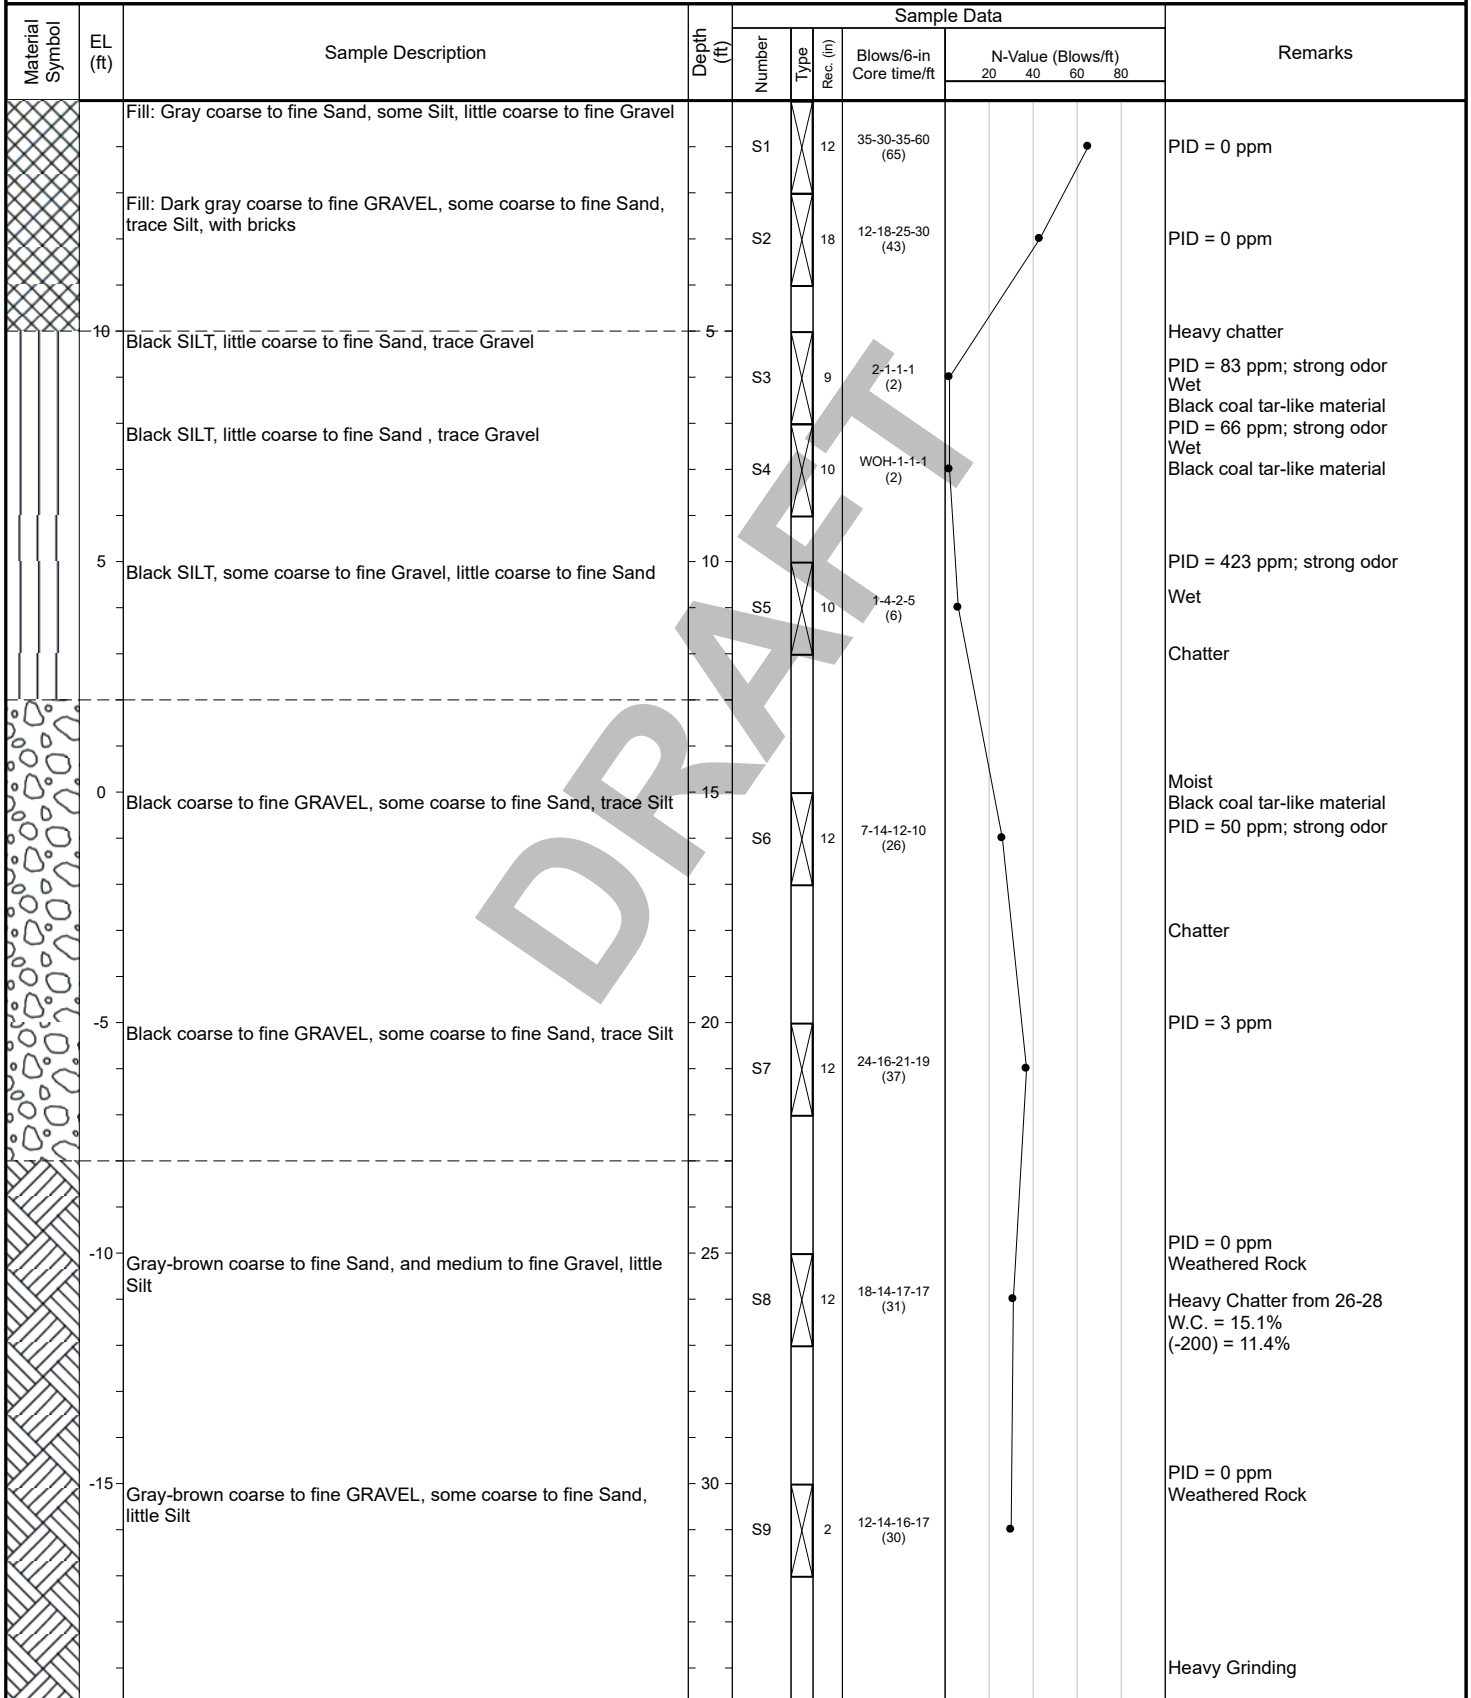 Material Symbol
EL (ft)
Sample Description
Depth (ft)
Sample Data
Number
Type
Rec. (in)
Blows/6-in
Core time/ft
N-Value (Blows/ft)
20 40 60 80
Remarks
Fill: Gray coarse to fine Sand, some Silt, little coarse to fine Gravel
S1 12 35-30-35-60
(65)
PID = 0 ppm
Fill: Dark gray coarse to fine GRAVEL, some coarse to fine Sand,
trace Silt, with bricks
S2 18 12-18-25-30
(43)
PID = 0 ppm
10
5
Heavy chatter
Black SILT, little coarse to fine Sand, trace Gravel
S3 9 2-1-1-1
(2)
PID = 83 ppm; strong odor
Wet
Black coal tar-like material
Black SILT, little coarse to fine Sand , trace Gravel
PID = 66 ppm; strong odor
Wet
S4 10 WOH-1-1-1
(2)
Black coal tar-like material
5
10
PID = 423 ppm; strong odor
Black SILT, some coarse to fine Gravel, little coarse to fine Sand
S5 10 1-4-2-5
(6)
Wet
Chatter
0
15
Moist
Black coarse to fine GRAVEL, some coarse to fine Sand, trace Silt
Black coal tar-like material
PID = 50 ppm; strong odor
S6 12 7-14-12-10
(26)
Chatter
-5
20
PID = 3 ppm
Black coarse to fine GRAVEL, some coarse to fine Sand, trace Silt
S7 12 24-16-21-19
(37)
-10
25
PID = 0 ppm
Gray-brown coarse to fine Sand, and medium to fine Gravel, little
Silt
Weathered Rock
S8 12 18-14-17-17
(31)
Heavy Chatter from 26-28
W.C. = 15.1%
(-200) = 11.4%
-15
30
PID = 0 ppm
Gray-brown coarse to fine GRAVEL, some coarse to fine Sand,
little Silt
Weathered Rock
S9 2 12-14-16-17
(30)
Heavy Grinding
DRAFT